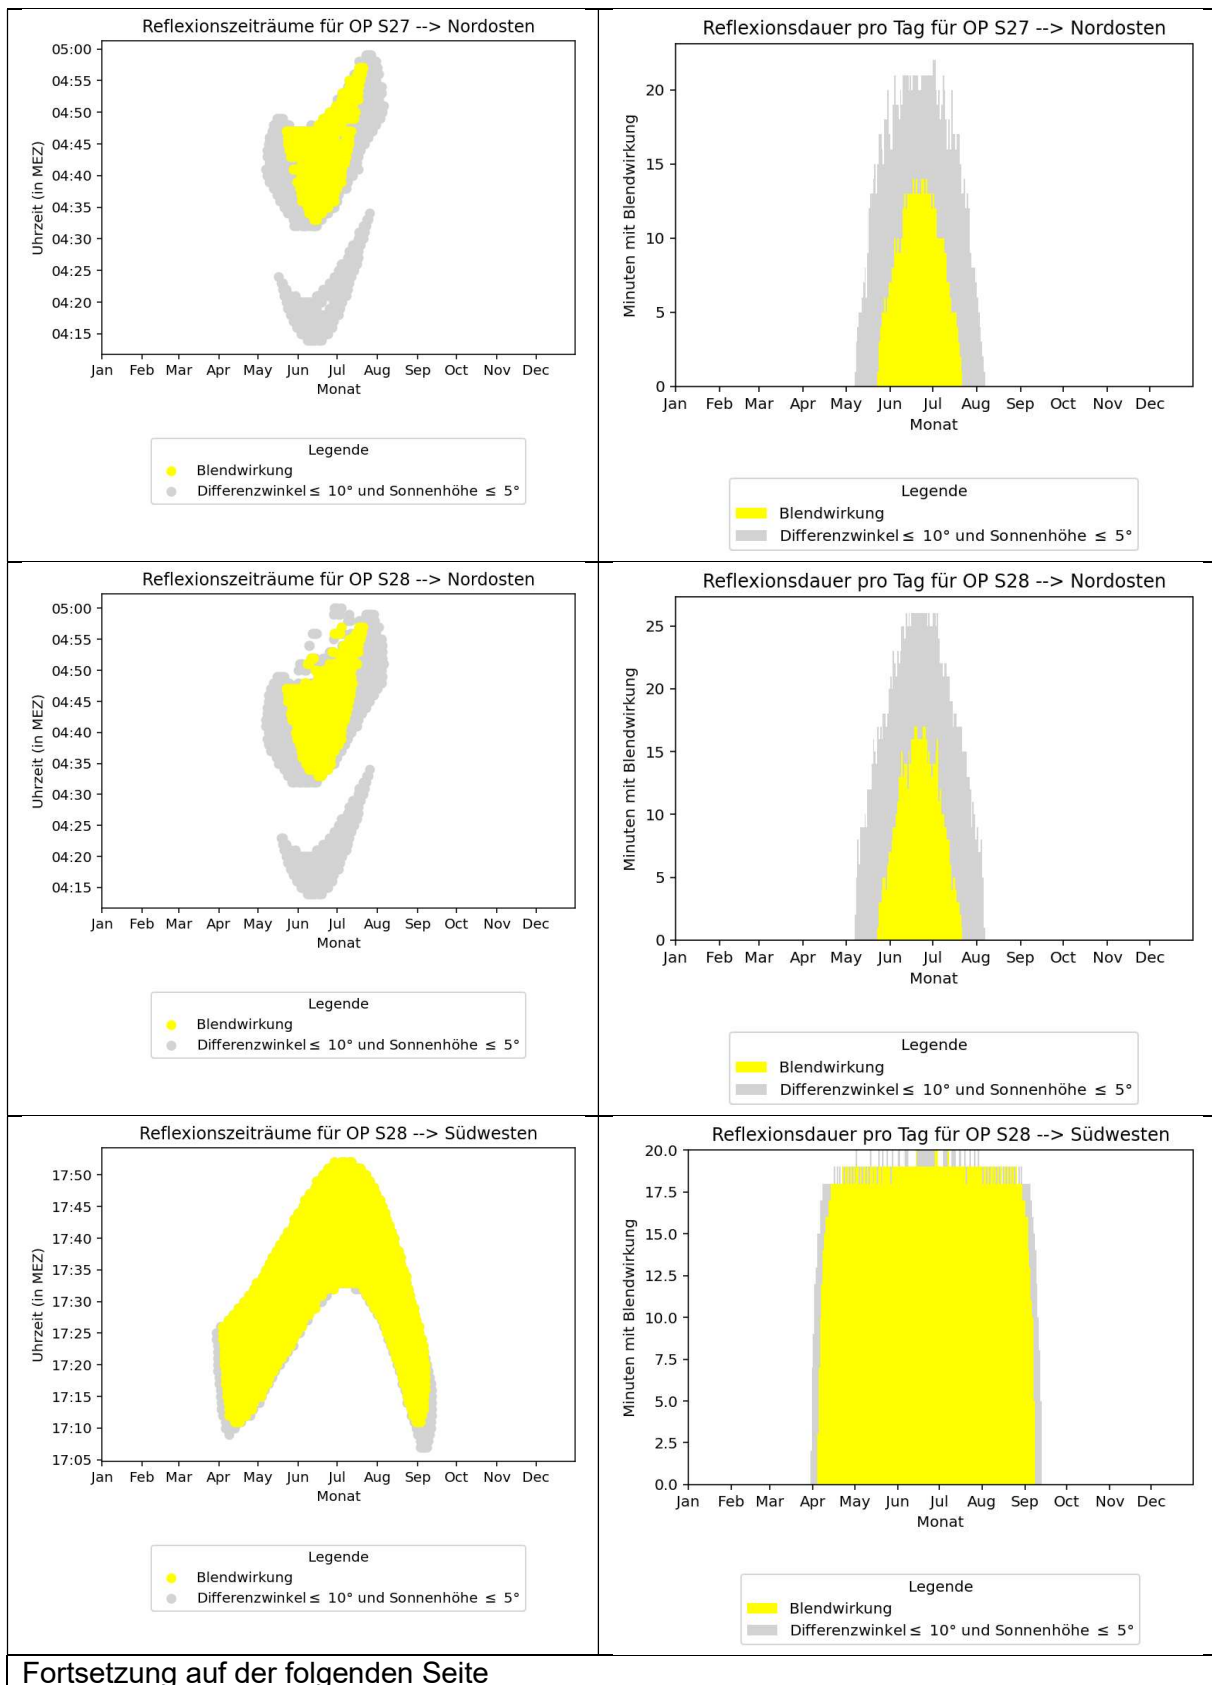 Reflexionszeiträume für OP S27 --> Nordosten
05:00
04:55
04:50
04:45
04:40
04:35
04:30
04:25
04:20
04:15
Uhrzeit (in MEZ)
Jan Feb Mar Apr May Jun Jul Aug Sep Oct Nov Dec
Monat
Legende
Blendwirkung
Differenzwinkel ≤ 10° und Sonnenhöhe ≤ 5°
Reflexionsdauer pro Tag für OP S27 --> Nordosten
20
15
10
5
0
Minuten mit Blendwirkung
Jan Feb Mar Apr May Jun Jul Aug Sep Oct Nov Dec
Monat
Legende
Blendwirkung
Differenzwinkel ≤ 10° und Sonnenhöhe ≤ 5°
Reflexionszeiträume für OP S28 --> Nordosten
05:00
04:55
04:50
04:45
04:40
04:35
04:30
04:25
04:20
04:15
Uhrzeit (in MEZ)
Jan Feb Mar Apr May Jun Jul Aug Sep Oct Nov Dec
Monat
Legende
Blendwirkung
Differenzwinkel ≤ 10° und Sonnenhöhe ≤ 5°
Reflexionsdauer pro Tag für OP S28 --> Nordosten
25
20
15
10
5
0
Minuten mit Blendwirkung
Jan Feb Mar Apr May Jun Jul Aug Sep Oct Nov Dec
Monat
Legende
Blendwirkung
Differenzwinkel ≤ 10° und Sonnenhöhe ≤ 5°
Reflexionszeiträume für OP S28 --> Südwesten
17:50
17:40
17:35
17:30
17:25
17:20
17:15
17:10
17:05
Uhrzeit (in MEZ)
Jan Feb Mar Apr May Jun Jul Aug Sep Oct Nov Dec
Monat
Legende
Blendwirkung
Differenzwinkel ≤ 10° und Sonnenhöhe ≤ 5°
Reflexionsdauer pro Tag für OP S28 --> Südwesten
20.0
17.5
15.0
12.5
10.0
7.5
5.0
2.5
0.0
Minuten mit Blendwirkung
Jan Feb Mar Apr May Jun Jul Aug Sep Oct Nov Dec
Monat
Legende
Blendwirkung
Differenzwinkel ≤ 10° und Sonnenhöhe ≤ 5°
Fortsetzung auf der folgenden Seite